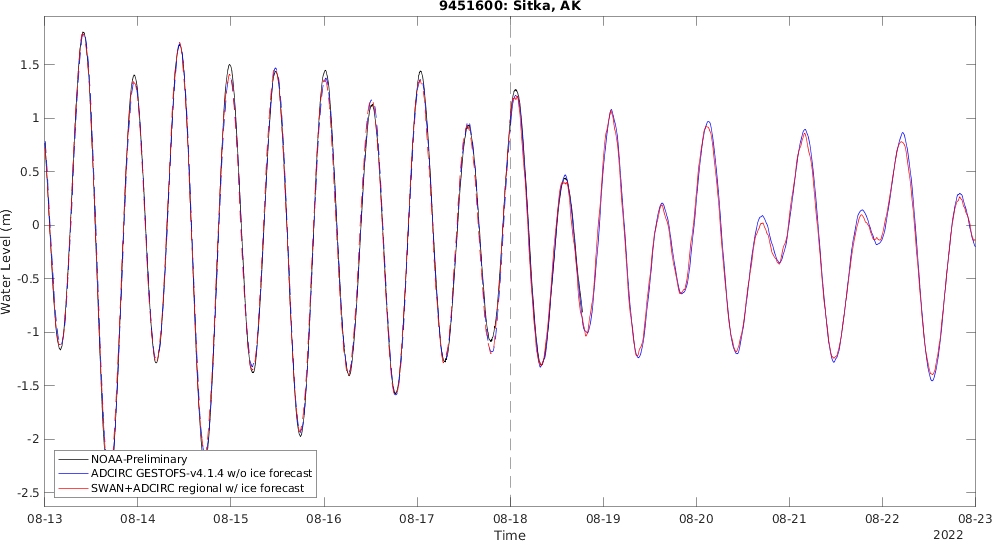 9451600: Sitka, AK
Water Level (m)
1.5
1
0.5
0
-0.5
-1
-1.5
-2
-2.5
NOAA-Preliminary
ADCIRC GESTOFS-v4.1.4 w/o ice forecast
SWAN+ADCIRC regional w/ ice forecast
08-13 08-14 08-15 08-16 08-17 08-18 08-19 08-20 08-21 08-22 08-23
Time
2022